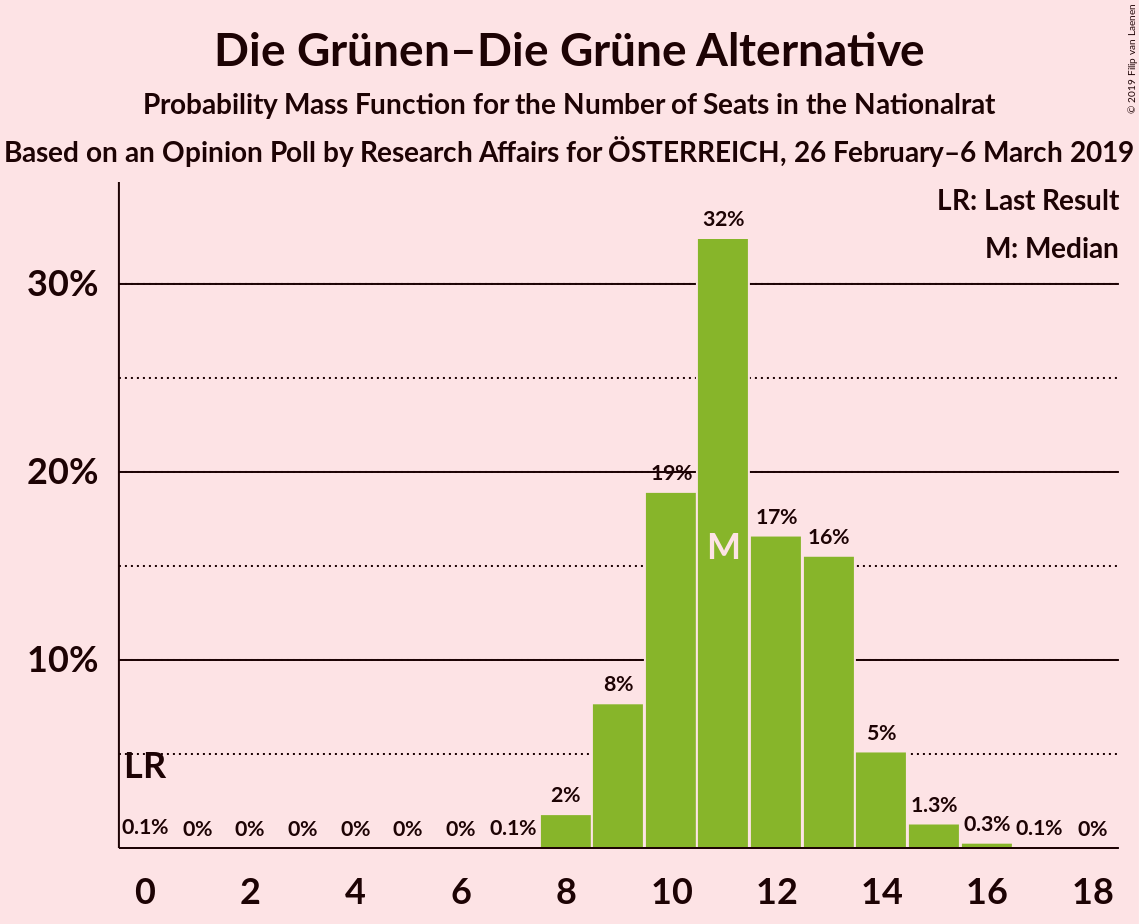 Die Grünen–Die Grüne Alternative
Probability Mass Function for the Number of Seats in the Nationalrat
Based on an Opinion Poll by Research Affairs for ÖSTERREICH, 26 February–6 March 2019
© 2019 Filip van Laenen
LR: Last Result
M: Median
30%
20%
10%
LR
M
0.1%
0%
0%
0%
0%
0%
0%
0.1%
2%
8%
19%
32%
17%
16%
5%
1.3%
0.3%
0.1%
0%
0 2 4 6 8 10 12 14 16 18